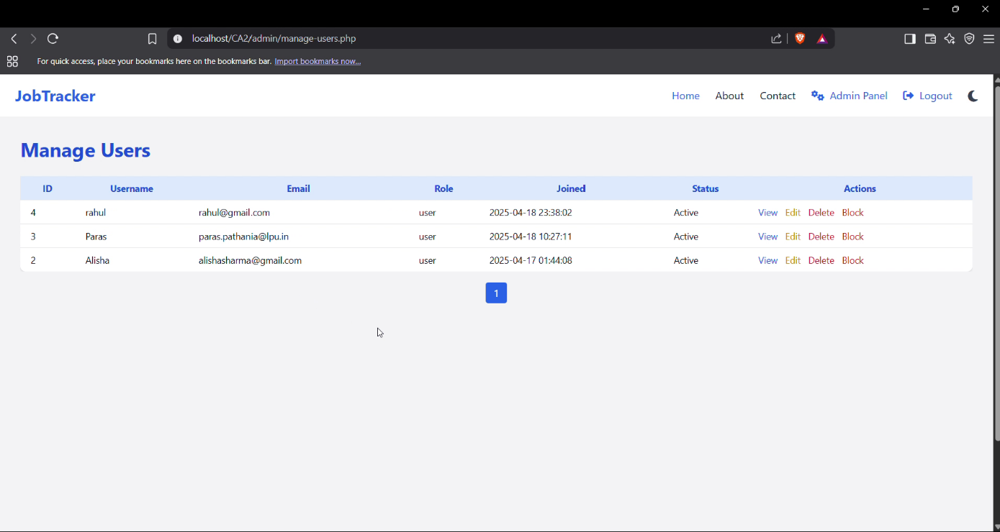 localhost/CA2/admin/manage-users.php
For quick access, place your bookmarks here on the bookmarks bar. Import bookmarks now...
JobTracker Home About Contact Admin Panel Logout
Manage Users
ID Username Email Role Joined Status Actions
4 rahul rahul@gmail.com user 2025-04-18 23:38:02 Active View Edit Delete Block
3 Paras paras.pathania@lpu.in user 2025-04-18 10:27:11 Active View Edit Delete Block
2 Alisha alishasharma@gmail.com user 2025-04-17 01:44:08 Active View Edit Delete Block
1